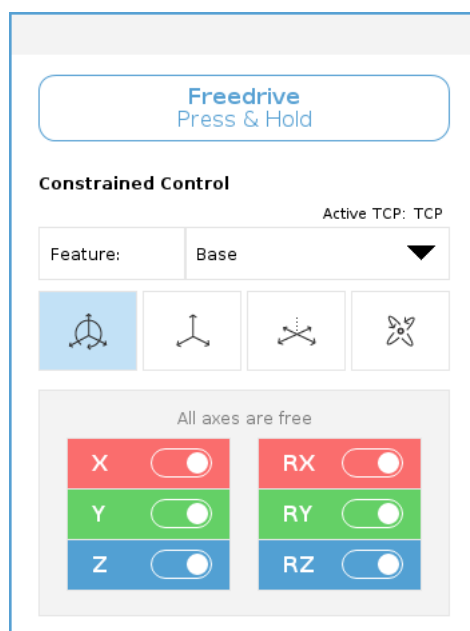 Freedrive
Press & Hold
Constrained Control
Active TCP: TCP
Feature: Base
All axes are free
X RX
Y RY
Z RZ